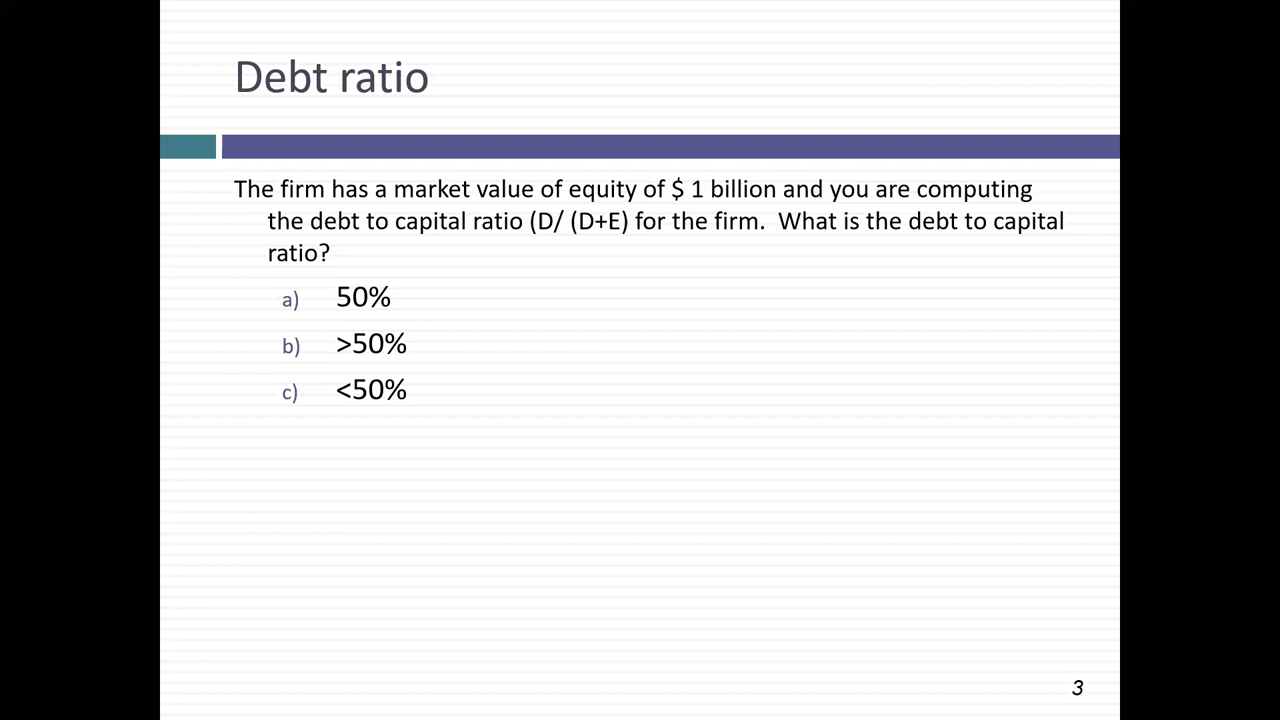 Debt ratio
The firm has a market value of equity of $ 1 billion and you are computing
the debt to capital ratio (D/ (D+E) for the firm.  What is the debt to capital
ratio?
a) 50%
b) >50%
c) <50%
3